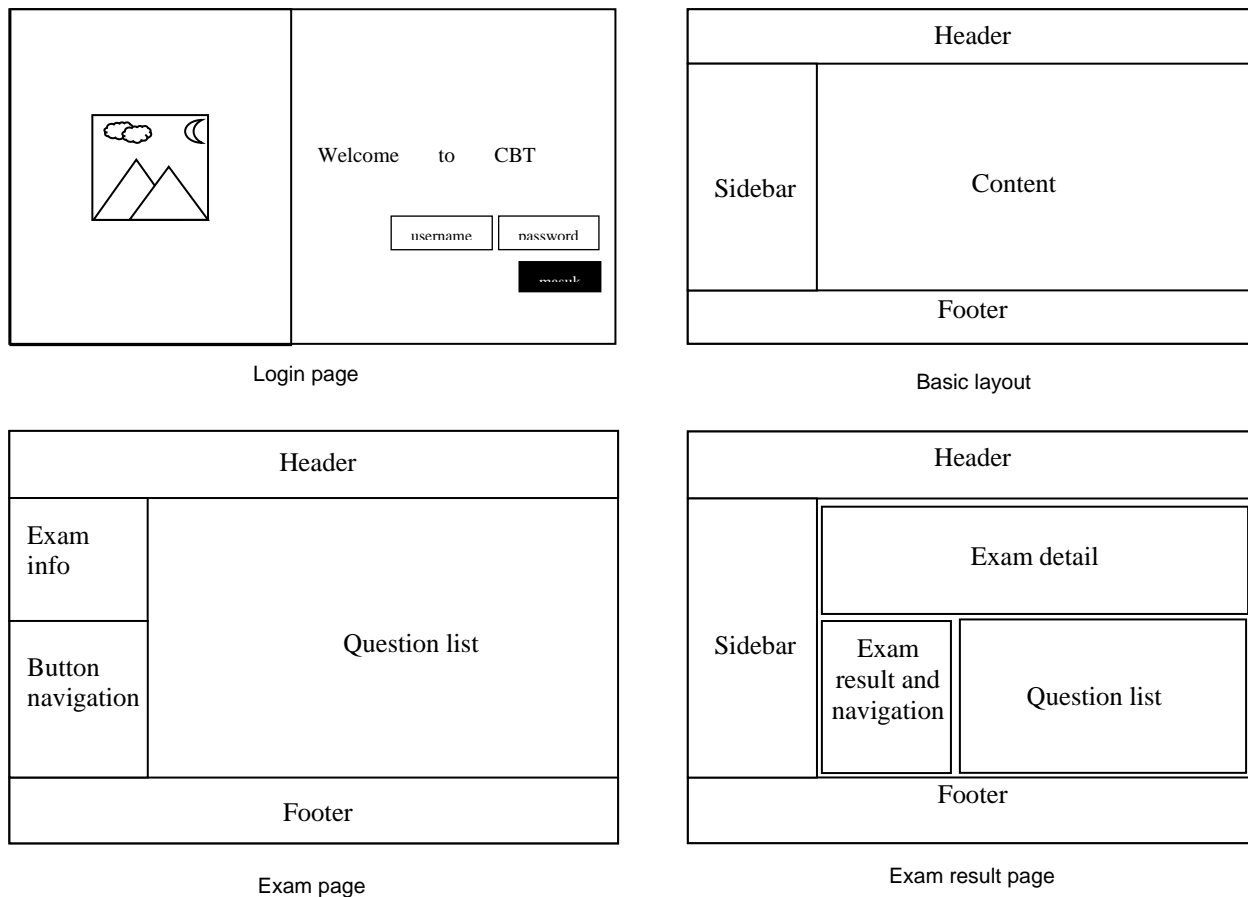 Welcome to CBT
username
password
masuk
Login page
Header
Sidebar
Content
Footer
Basic layout
Header
Exam
info
Button
navigation
Question list
Footer
Exam page
Header
Sidebar
Exam detail
Exam
result and
navigation
Question list
Footer
Exam result page